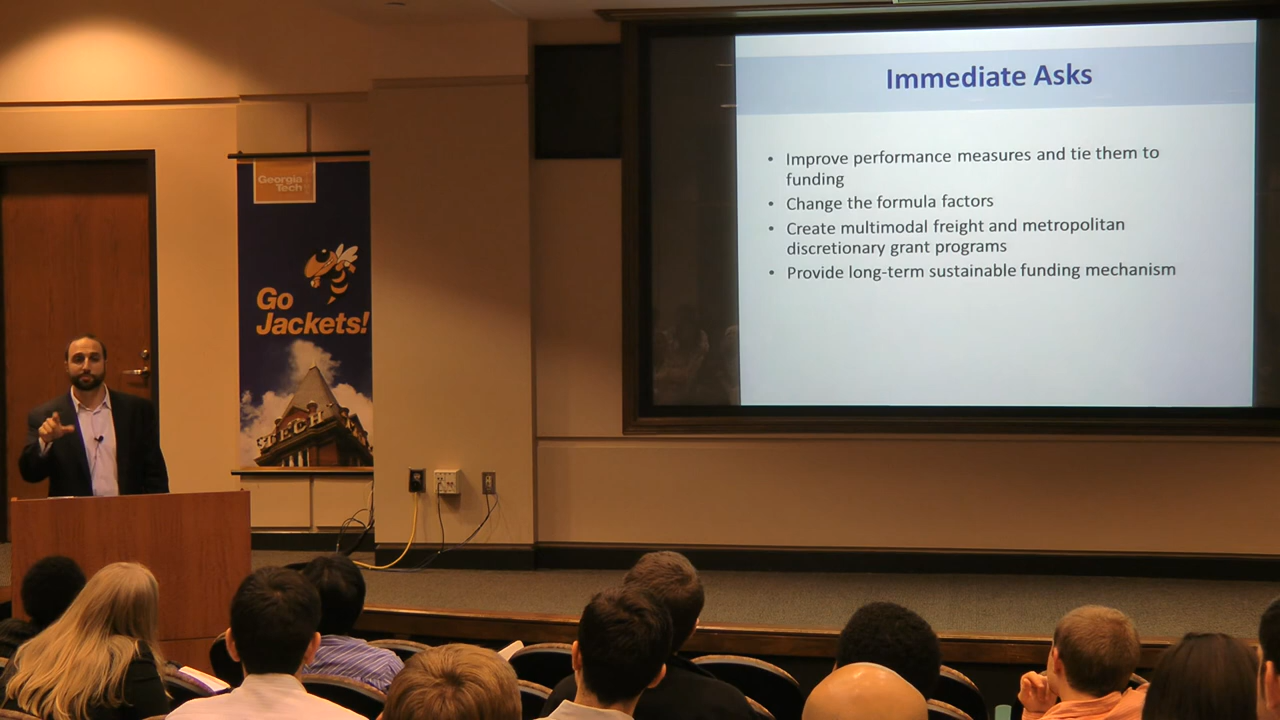 Immediate Asks
• Improve performance measures and tie them to
funding
• Change the formula factors
• Create multimodal freight and metropolitan
discretionary grant programs
• Provide long-term sustainable funding mechanism
Georgia
Tech
Go
Jackets!
TECH